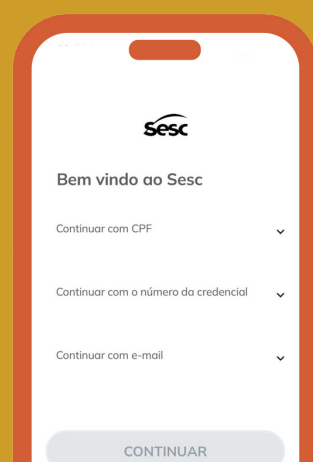 Sesc
Bem vindo ao Sesc
Continuar com CPF
Continuar com o número da credencial
Continuar com e-mail
CONTINUAR